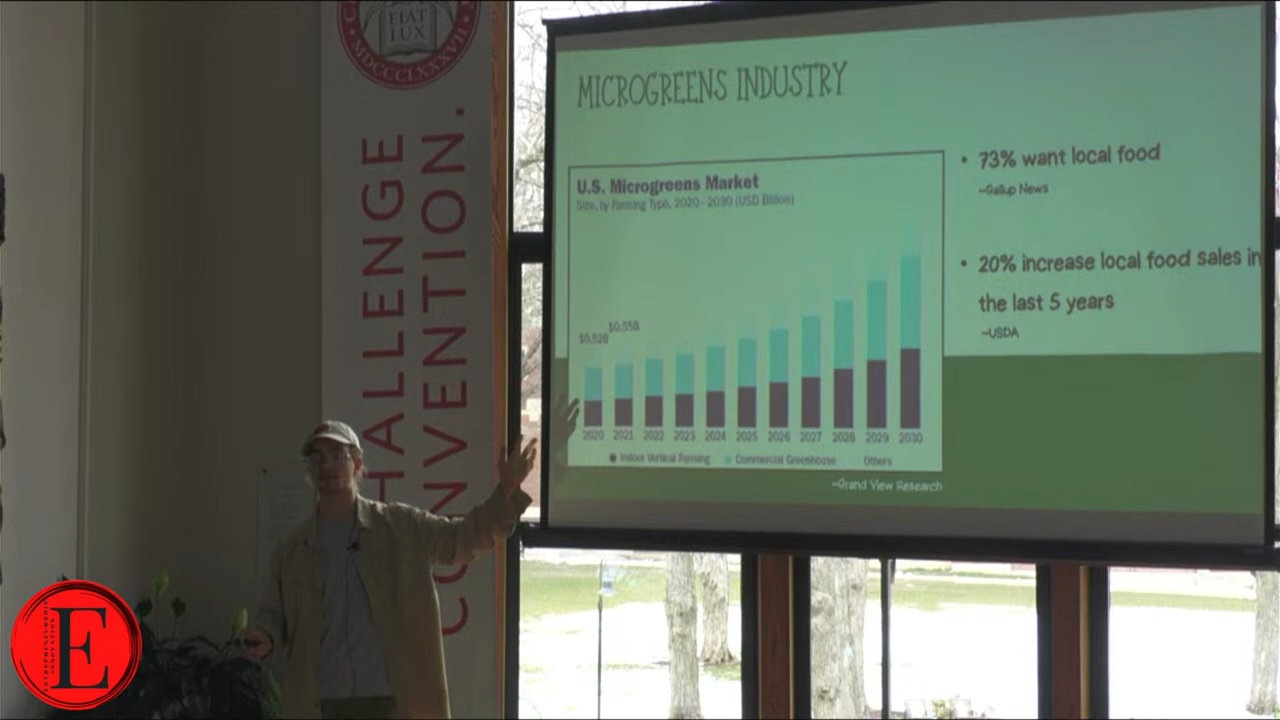 FIAT
LUX
MDCCCLXXXVII
CHALLENGE
CONVENTION.
MICROGREENS INDUSTRY
U.S. Microgreens Market
Size, by Farming Type, 2020 - 2030 (USD Billion)
$0.52B
$0.55B
2020 2021 2022 2023 2024 2025 2026 2027 2028 2029 2030
Indoor Vertical Farming Commercial Greenhouse Others
~Grand View Research
• 73% want local food
~Gallup News
• 20% increase local food sales in
the last 5 years
~USDA
E
ENTREPRENEURSHIP
INNOVATION